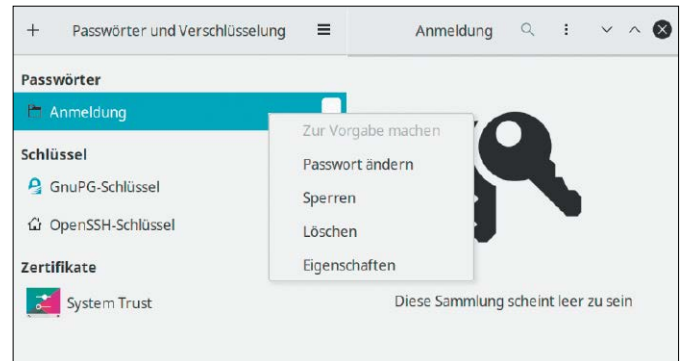 Passwörter und Verschlüsselung
Anmeldung
Passwörter
Anmeldung
Schlüssel
GnuPG-Schlüssel
OpenSSH-Schlüssel
Zertifikate
System Trust
Zur Vorgabe machen
Passwort ändern
Sperren
Löschen
Eigenschaften
Diese Sammlung scheint leer zu sein